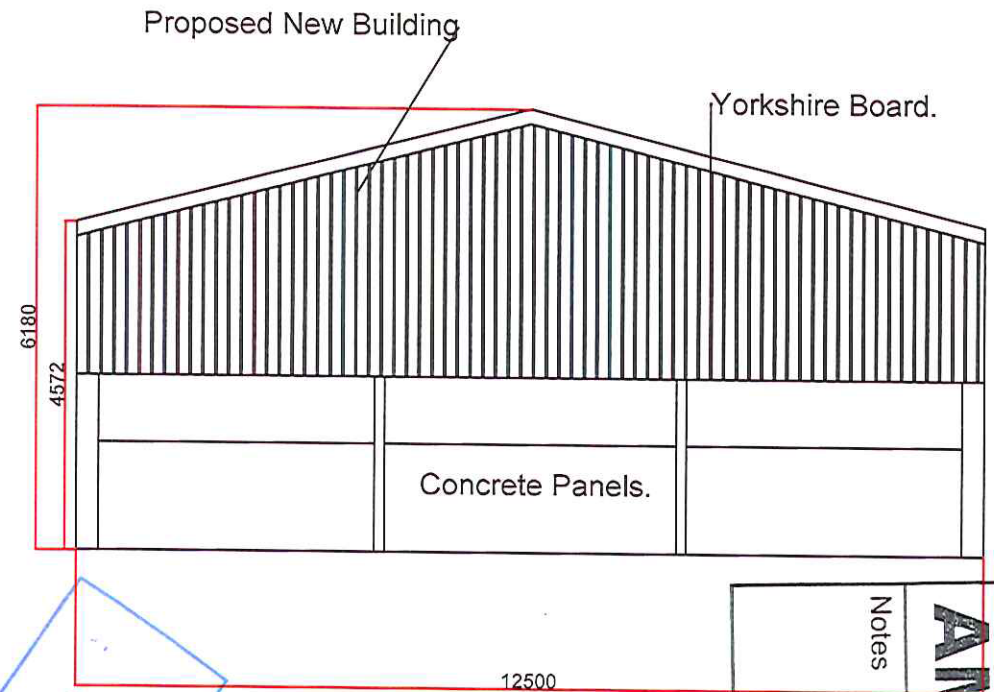 Proposed New Building
Yorkshire Board.
6180
4572
Concrete Panels.
12500
Notes